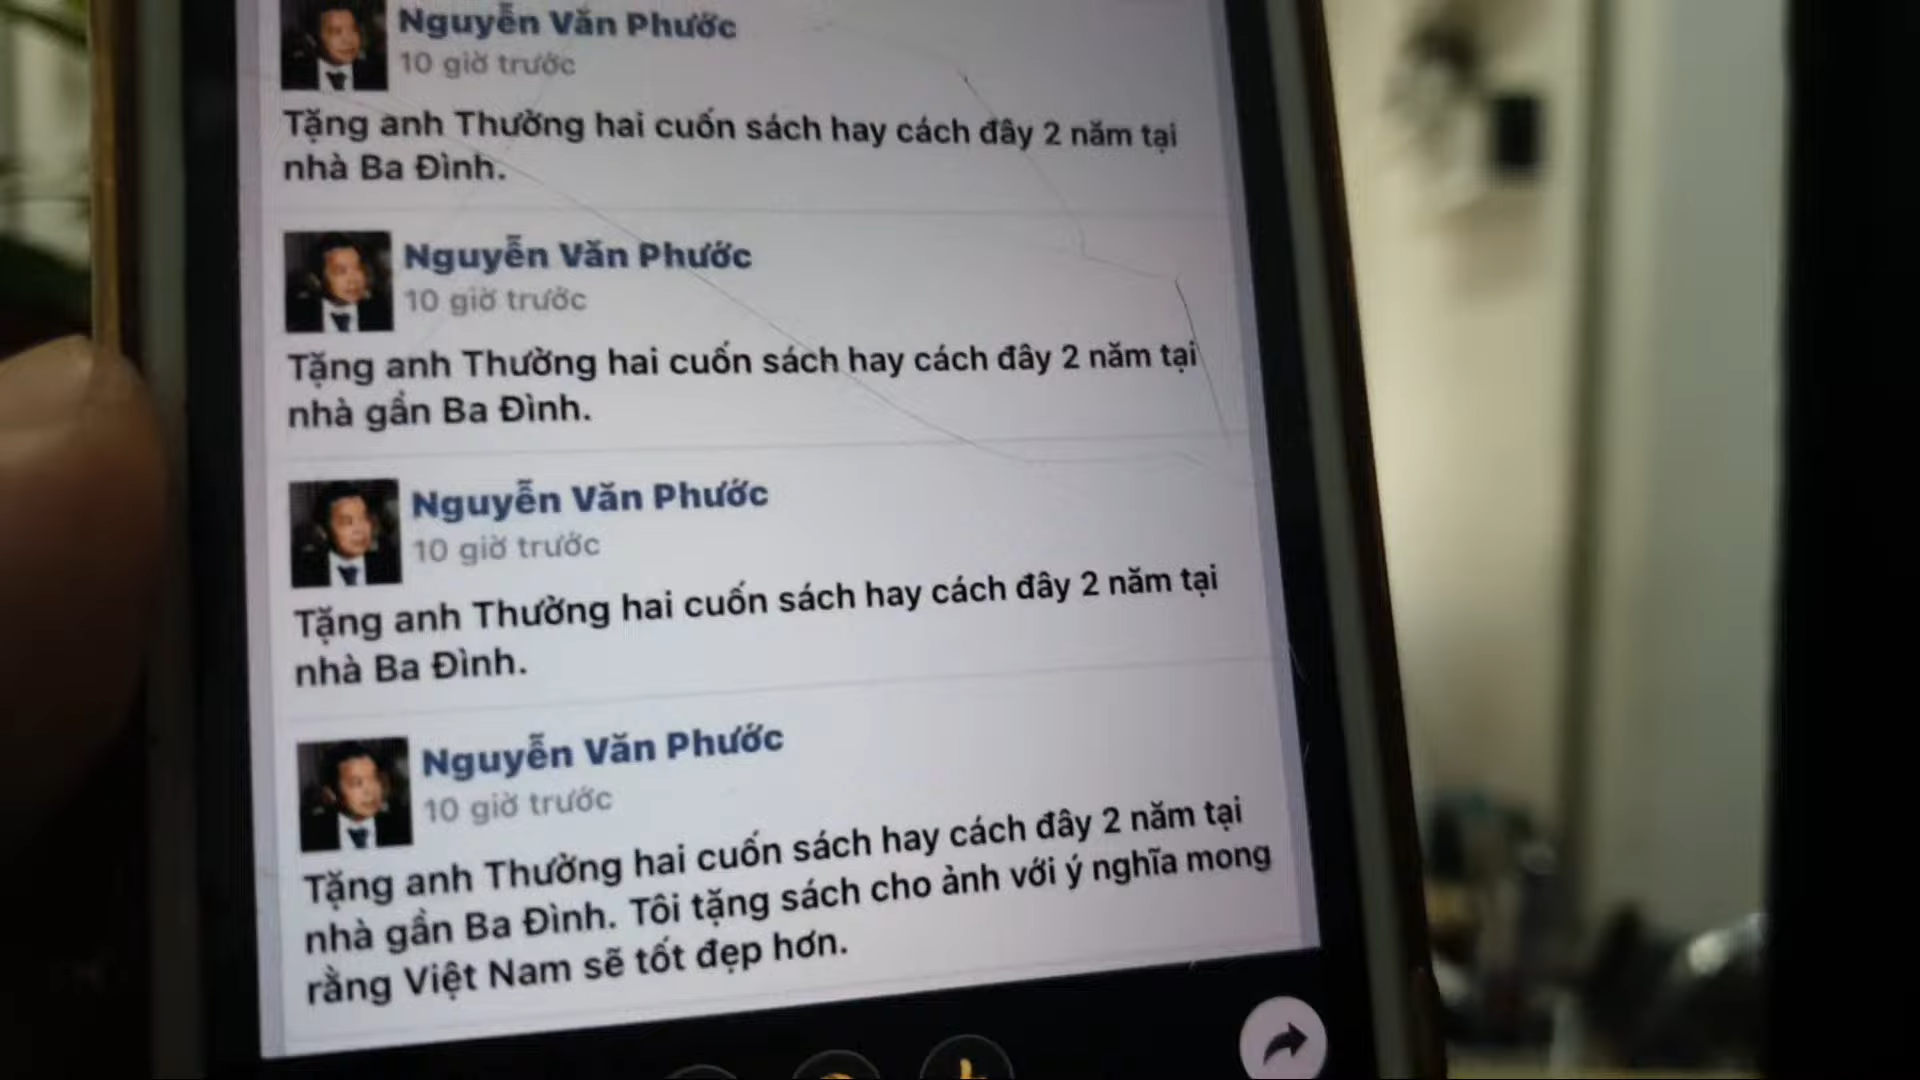 Nguyễn Văn Phước
10 giờ trước
Tặng anh Thường hai cuốn sách hay cách đây 2 năm tại
nhà Ba Đình.
Nguyễn Văn Phước
10 giờ trước
Tặng anh Thường hai cuốn sách hay cách đây 2 năm tại
nhà gần Ba Đình.
Nguyễn Văn Phước
10 giờ trước
Tặng anh Thường hai cuốn sách hay cách đây 2 năm tại
nhà Ba Đình.
Nguyễn Văn Phước
10 giờ trước
Tặng anh Thường hai cuốn sách hay cách đây 2 năm tại
nhà gần Ba Đình. Tôi tặng sách cho ảnh với ý nghĩa mong
rằng Việt Nam sẽ tốt đẹp hơn.